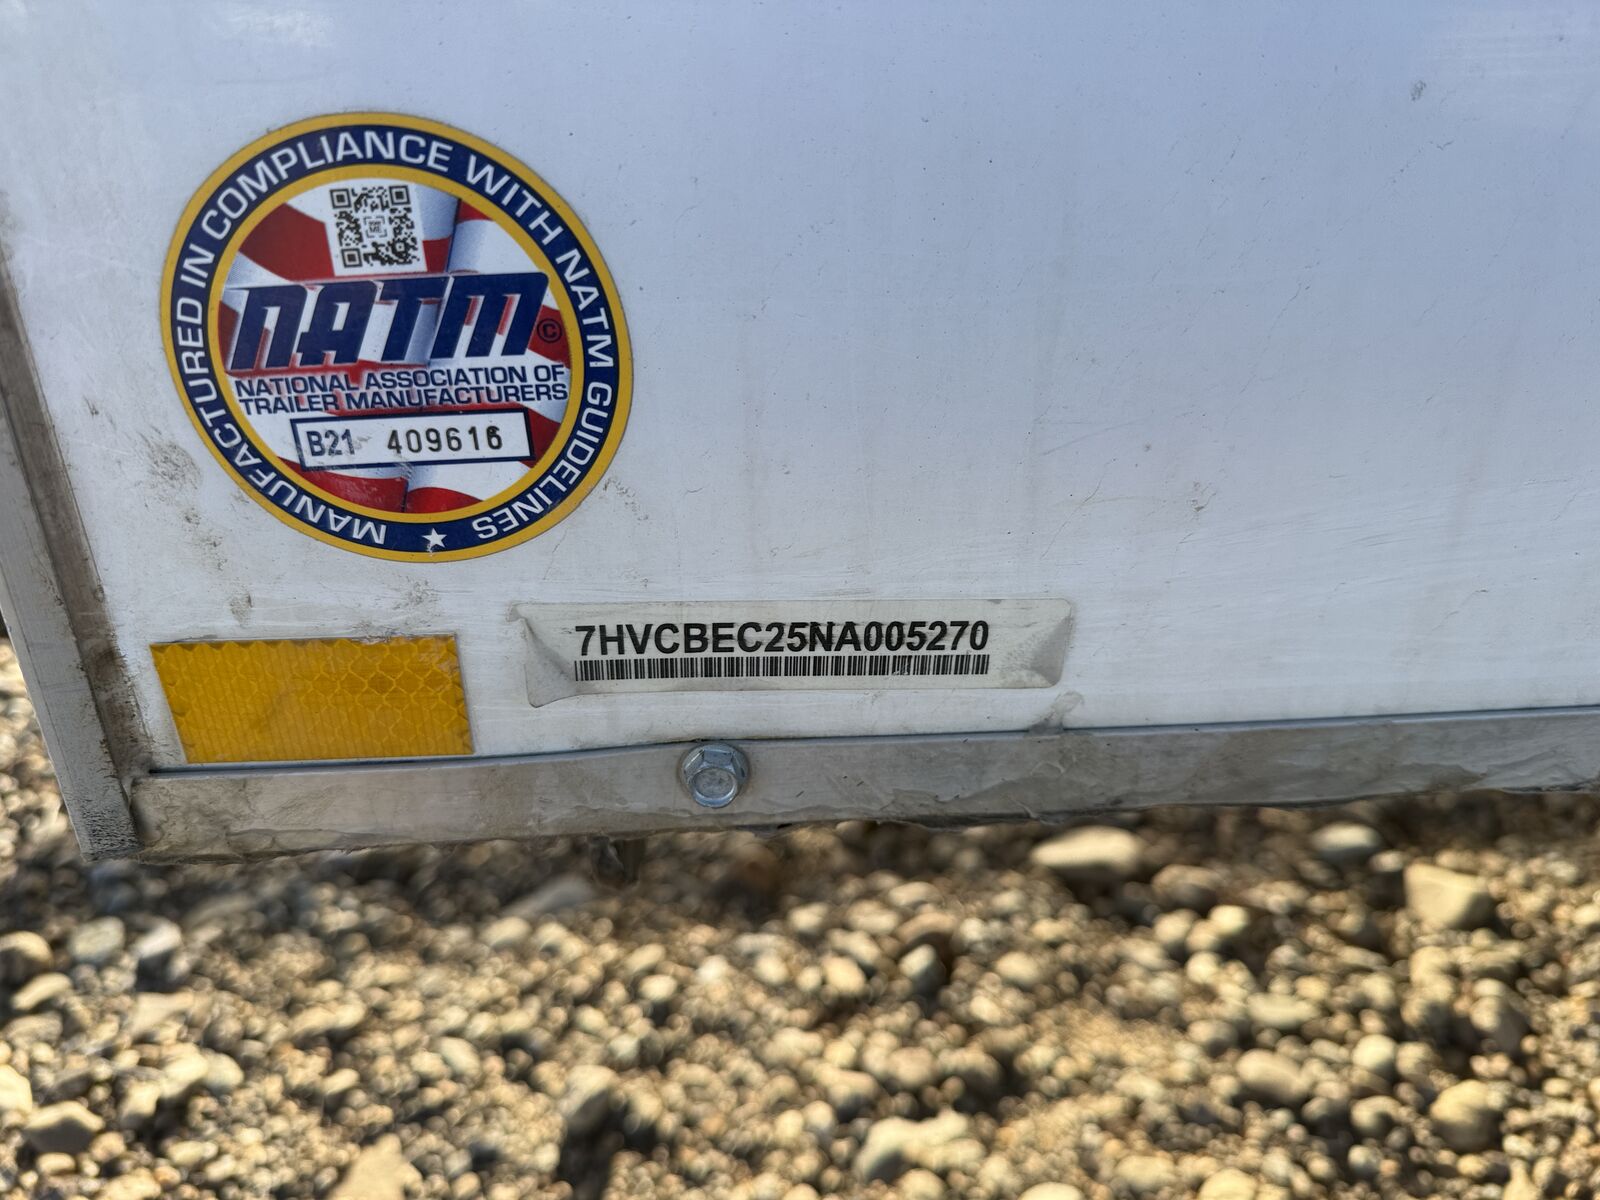 MANUFACTURED IN COMPLIANCE WITH NATM GUIDELINES
NATM ©
NATIONAL ASSOCIATION OF
TRAILER MANUFACTURERS
B21 409616
7HVCBEC25NA005270